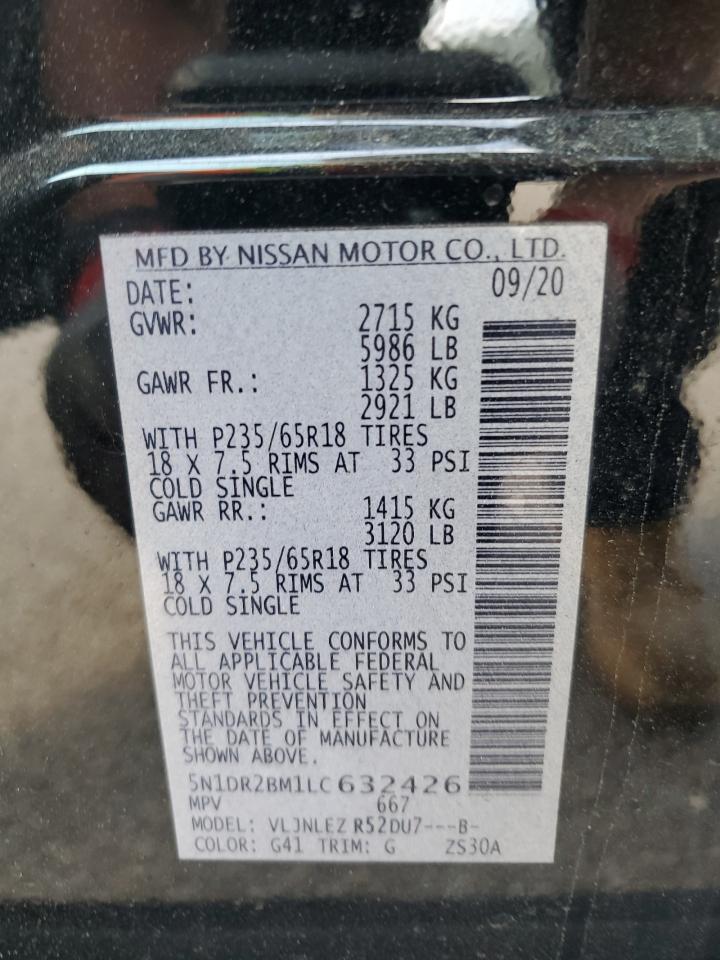 MFD BY NISSAN MOTOR CO., LTD.
DATE: 09/20
GVWR: 2715 KG
5986 LB
GAWR FR.: 1325 KG
2921 LB
WITH P235/65R18 TIRES
18 X 7.5 RIMS AT 33 PSI
COLD SINGLE
GAWR RR.: 1415 KG
3120 LB
WITH P235/65R18 TIRES
18 X 7.5 RIMS AT 33 PSI
COLD SINGLE
THIS VEHICLE CONFORMS TO
ALL APPLICABLE FEDERAL
MOTOR VEHICLE SAFETY AND
THEFT PREVENTION
STANDARDS IN EFFECT ON
THE DATE OF MANUFACTURE
SHOWN ABOVE.
5N1DR2BM1LC632426
MPV 667
MODEL: VLJNLEZ R52DU7---B-
COLOR: G41 TRIM: G ZS30A